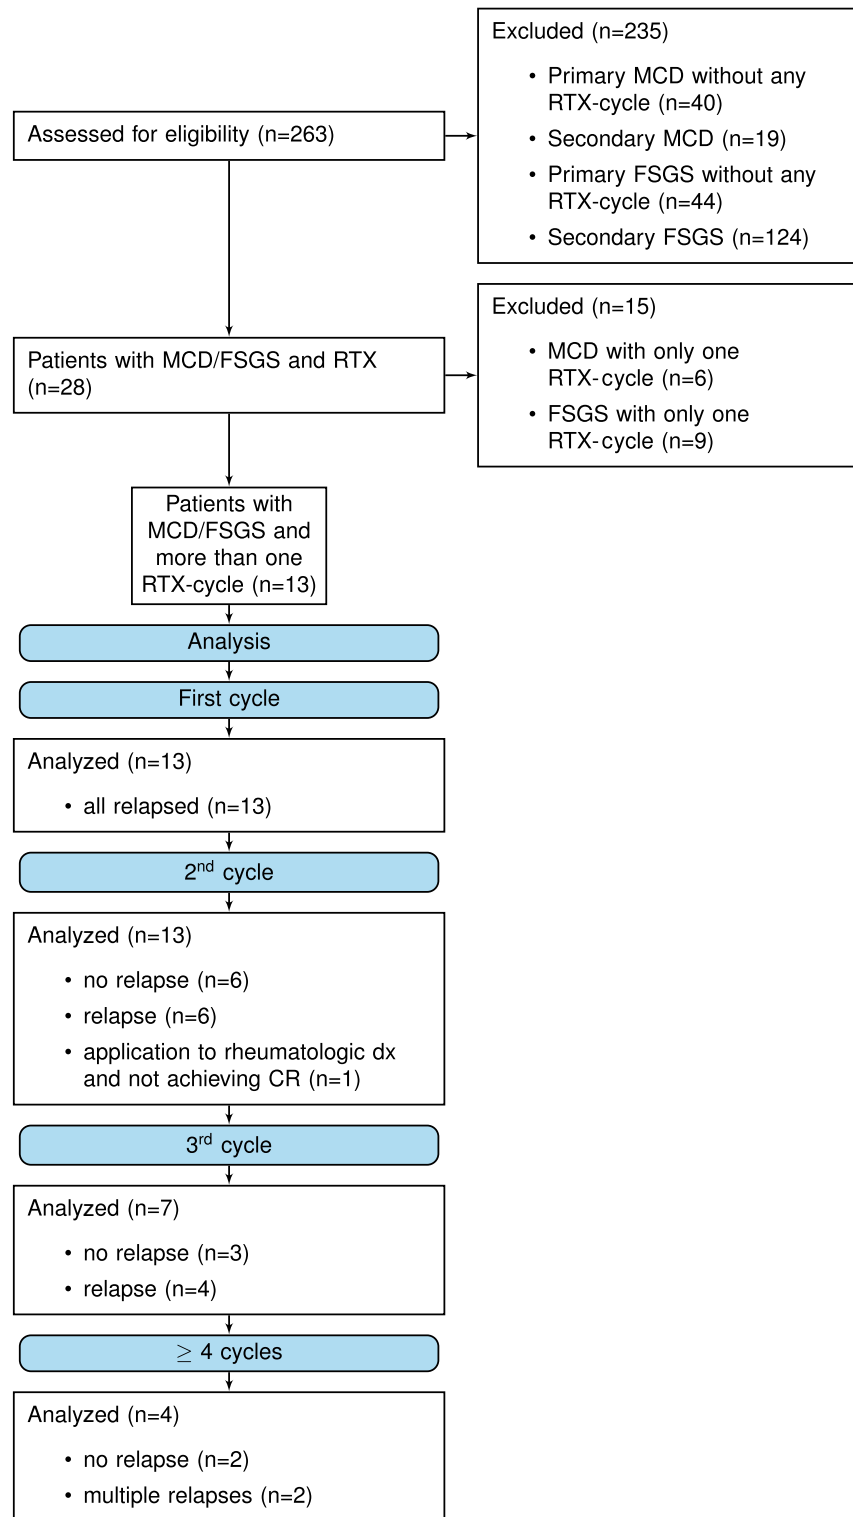 Excluded (n=235)
• Primary MCD without any
RTX-cycle (n=40)
• Secondary MCD (n=19)
• Primary FSGS without any
RTX-cycle (n=44)
• Secondary FSGS (n=124)
Assessed for eligibility (n=263)
Excluded (n=15)
• MCD with only one
RTX-cycle (n=6)
• FSGS with only one
RTX-cycle (n=9)
Patients with MCD/FSGS and RTX
(n=28)
Patients with
MCD/FSGS and
more than one
RTX-cycle (n=13)
Analysis
First cycle
Analyzed (n=13)
• all relapsed (n=13)
2nd cycle
Analyzed (n=13)
• no relapse (n=6)
• relapse (n=6)
• application to rheumatologic dx
and not achieving CR (n=1)
3rd cycle
Analyzed (n=7)
• no relapse (n=3)
• relapse (n=4)
≥ 4 cycles
Analyzed (n=4)
• no relapse (n=2)
• multiple relapses (n=2)